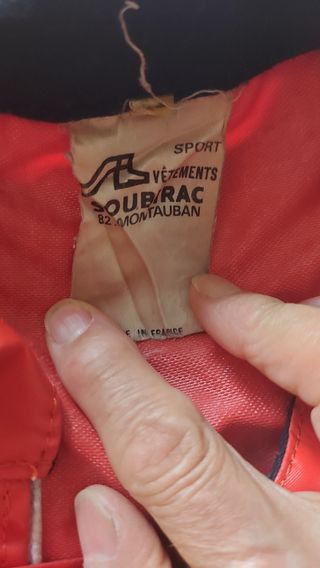 SPORT
VÊTEMENTS
SOUBIRAC
82.MONTAUBAN
E IN FRANCE